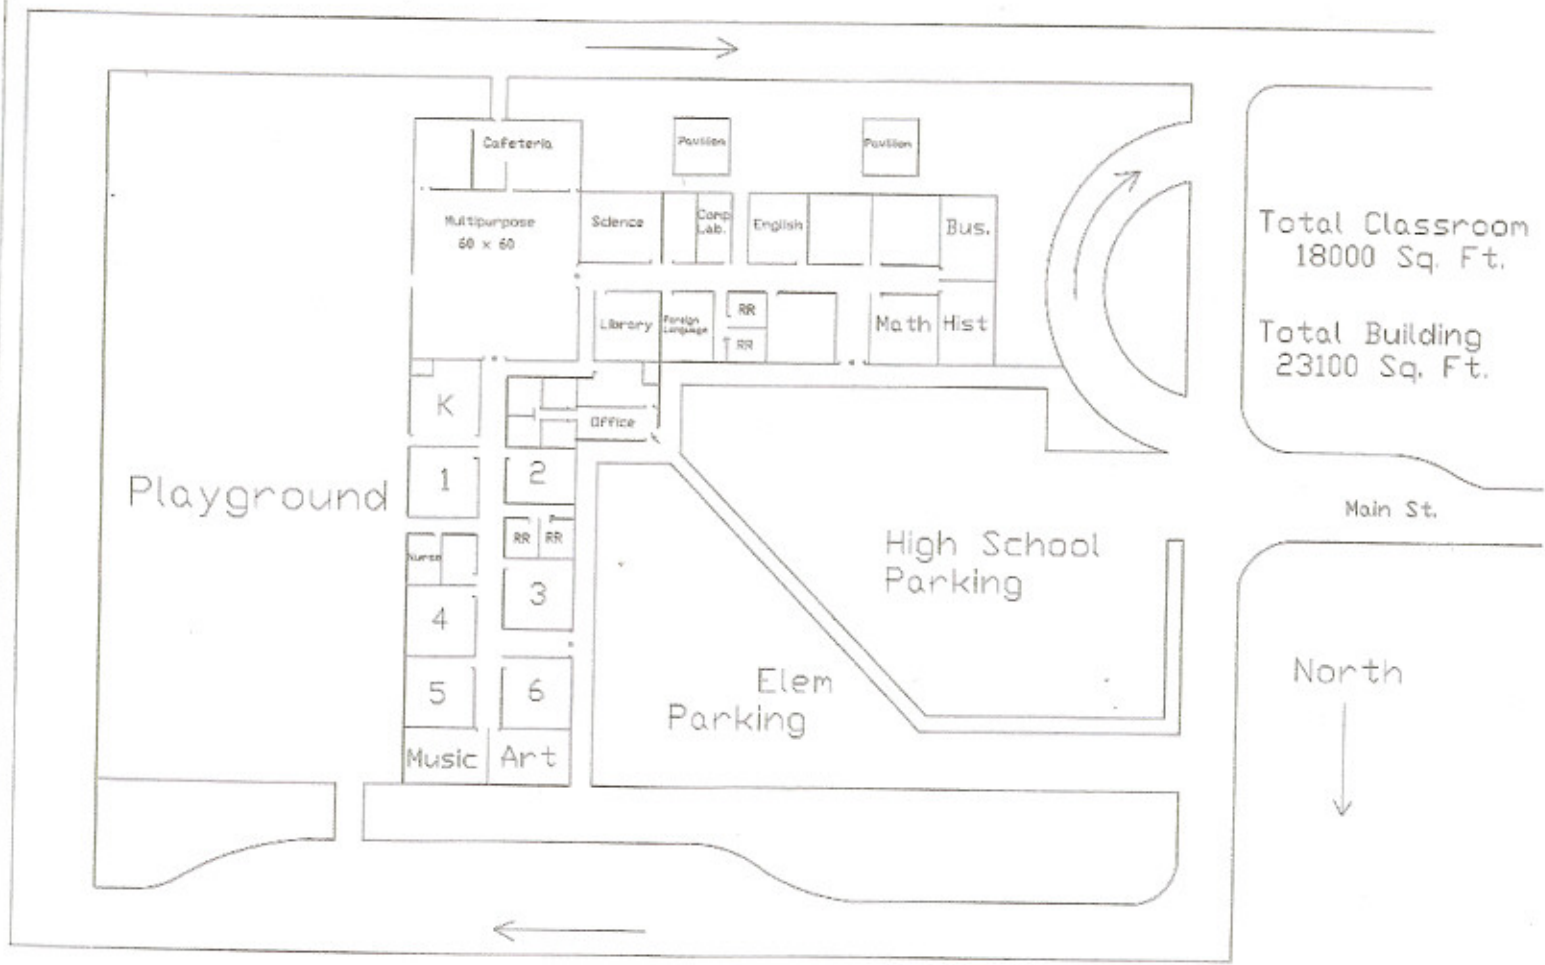 Cafeteria
Pavilion
Pavilion
Multipurpose
60 x 60
Science
Comp
Lab.
English
Bus.
Total Classroom
18000 Sq. Ft.
Library
Foreign
Language
RR
RR
Math
Hist
Total Building
23100 Sq. Ft.
K
Office
Playground
1
2
Main St.
RR
RR
Nurse
High School
Parking
3
4
5
6
Elem
Parking
North
Music
Art